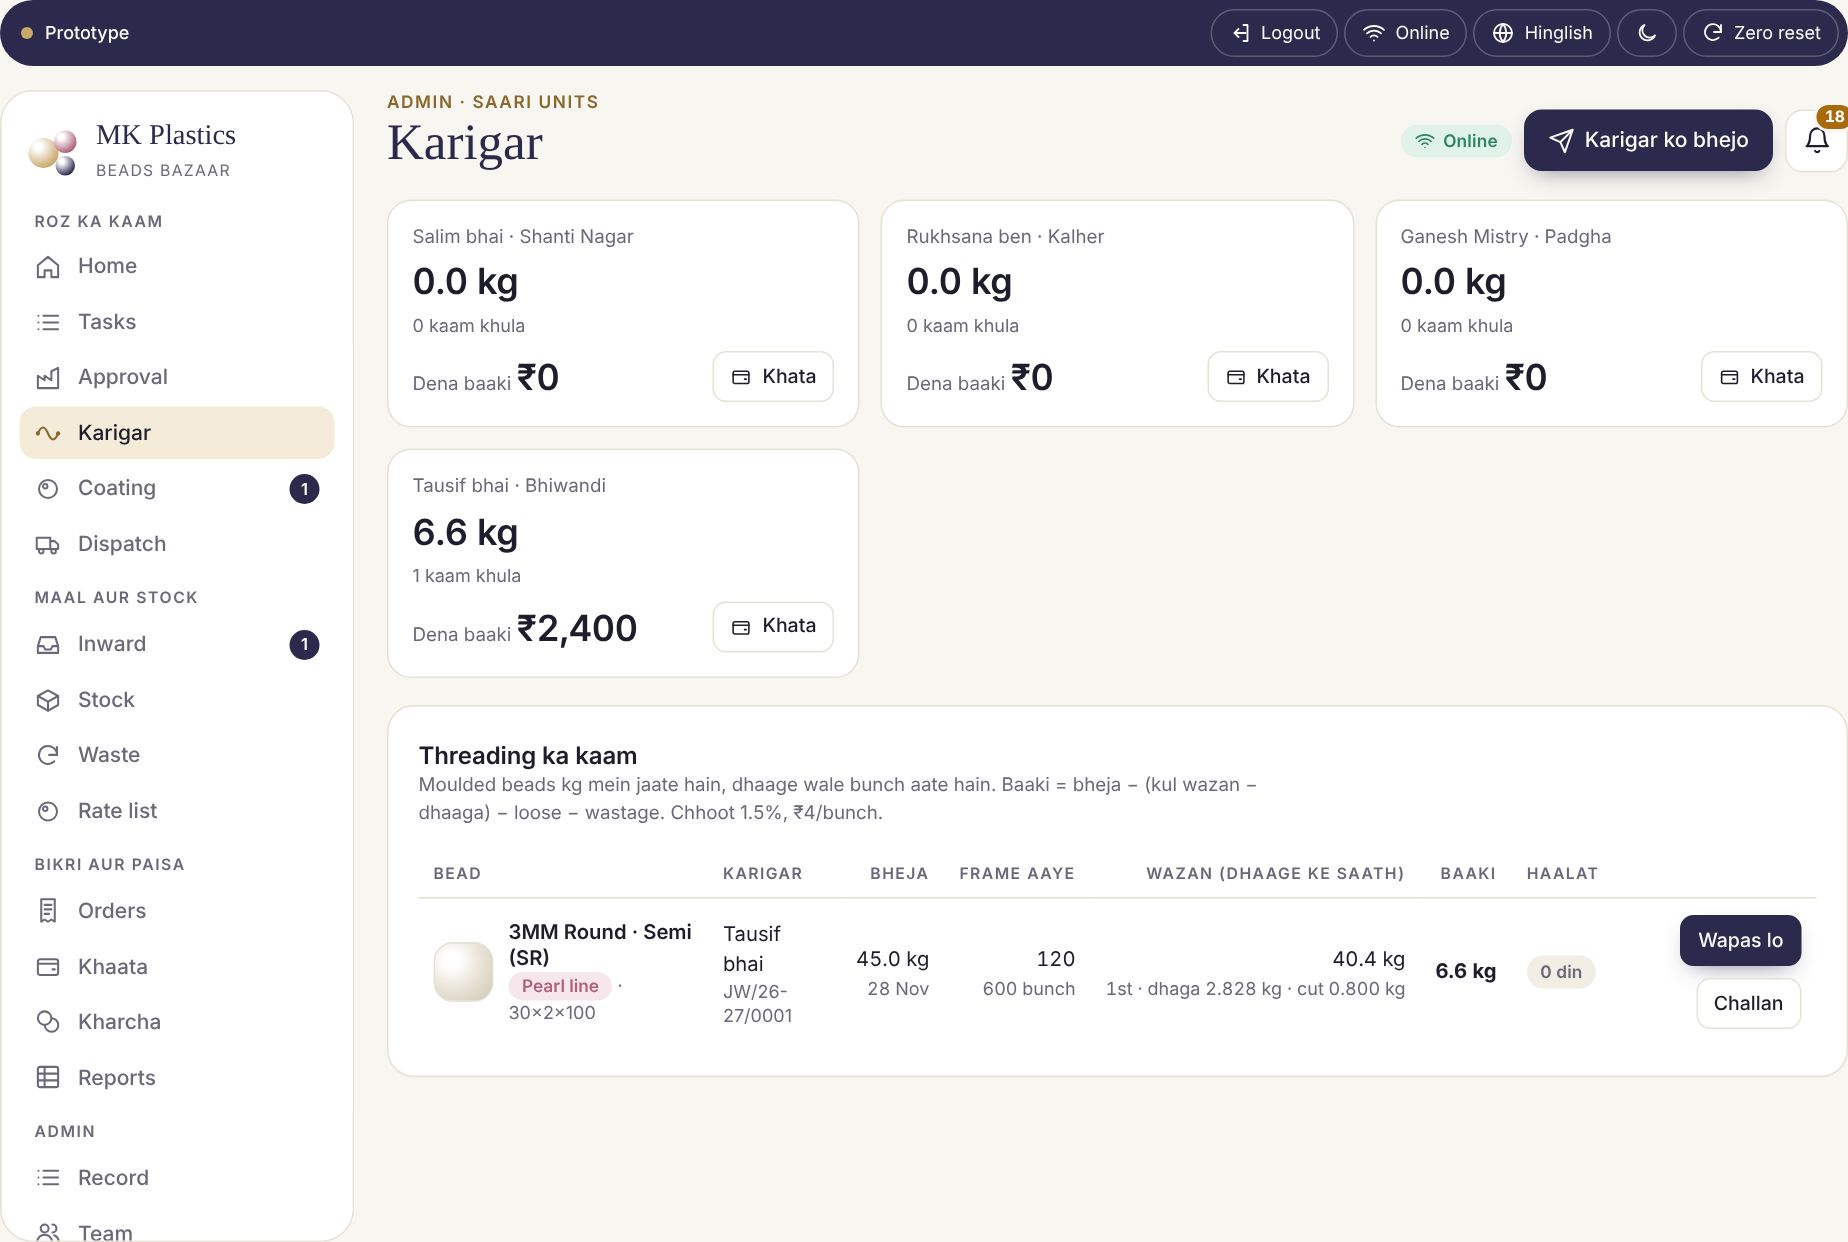 Prototype
Logout
Online
Hinglish
Zero reset
MK Plastics
BEADS BAZAAR
ROZ KA KAAM
Home
Tasks
Approval
Karigar
Coating 1
Dispatch
MAAL AUR STOCK
Inward 1
Stock
Waste
Rate list
BIKRI AUR PAISA
Orders
Khaata
Kharcha
Reports
ADMIN
Record
Team
ADMIN · SAARI UNITS
Karigar
Online
Karigar ko bhejo
18
Salim bhai · Shanti Nagar
0.0 kg
0 kaam khula
Dena baaki ₹0
Khata
Rukhsana ben · Kalher
0.0 kg
0 kaam khula
Dena baaki ₹0
Khata
Ganesh Mistry · Padgha
0.0 kg
0 kaam khula
Dena baaki ₹0
Khata
Tausif bhai · Bhiwandi
6.6 kg
1 kaam khula
Dena baaki ₹2,400
Khata
Threading ka kaam
Moulded beads kg mein jaate hain, dhaage wale bunch aate hain. Baaki = bheja − (kul wazan −
dhaaga) − loose − wastage. Chhoot 1.5%, ₹4/bunch.
BEAD KARIGAR BHEJA FRAME AAYE WAZAN (DHAAGE KE SAATH) BAAKI HAALAT
3MM Round · Semi
(SR)
Pearl line ·
30×2×100
Tausif
bhai
JW/26-
27/0001
45.0 kg
28 Nov
120
600 bunch
40.4 kg
1st · dhaga 2.828 kg · cut 0.800 kg
6.6 kg
0 din
Wapas lo
Challan